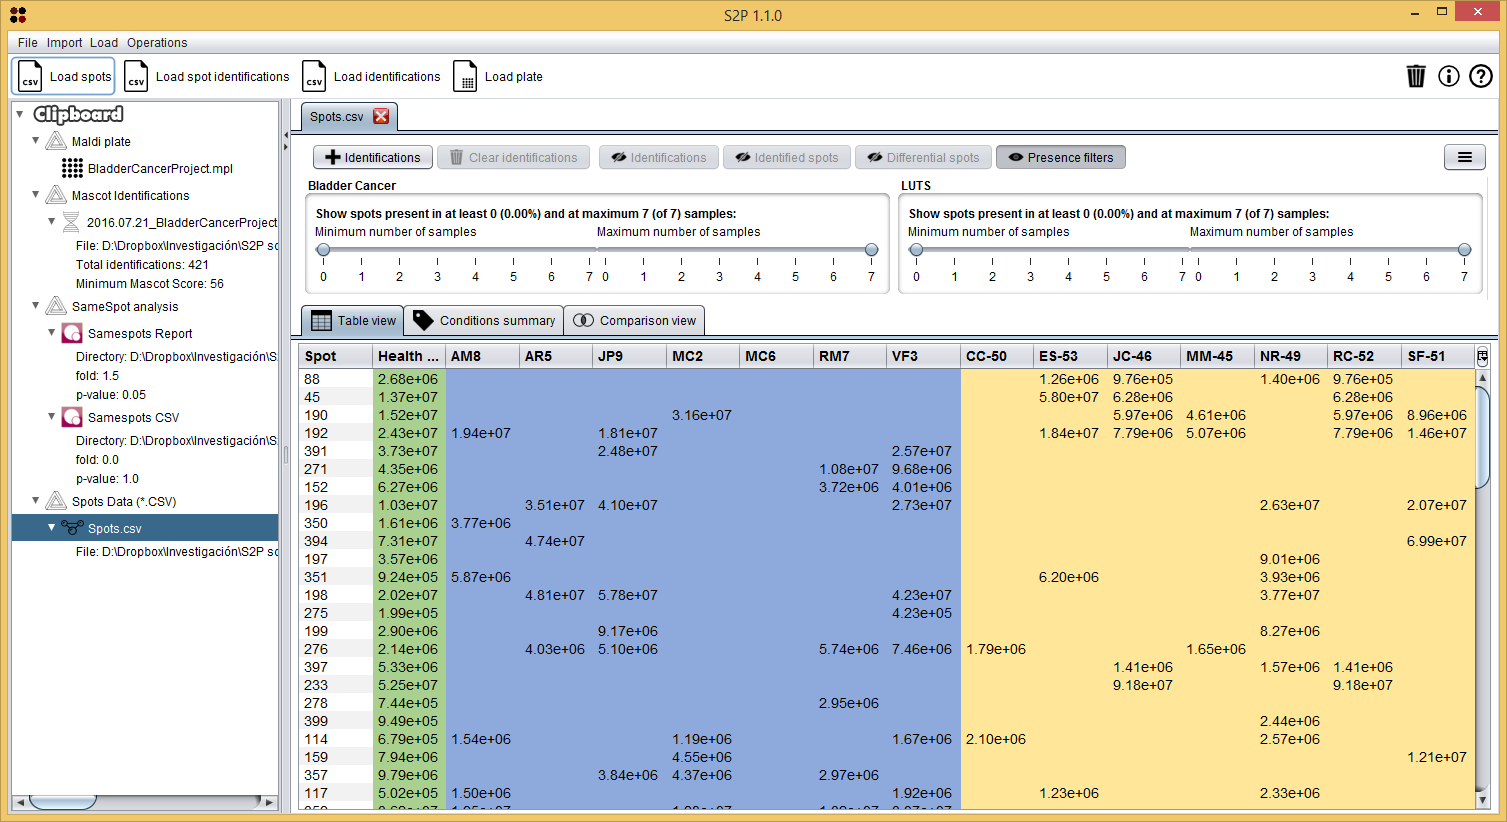 S2P 1.1.0
File Import Load Operations
Load spots Load spot identifications Load identifications Load plate
Clipboard
Maldi plate
BladderCancerProject.mpl
Mascot Identifications
2016.07.21_BladderCancerProject
File: D:\Dropbox\Investigación\S2P sc
Total identifications: 421
Minimum Mascot Score: 56
SameSpot analysis
Samespots Report
Directory: D:\Dropbox\Investigación\S
fold: 1.5
p-value: 0.05
Samespots CSV
Directory: D:\Dropbox\Investigación\S
fold: 0.0
p-value: 1.0
Spots Data (*.CSV)
Spots.csv
File: D:\Dropbox\Investigación\S2P sc
Spots.csv
Identifications Clear identifications Identifications Identified spots Differential spots Presence filters
Bladder Cancer
Show spots present in at least 0 (0.00%) and at maximum 7 (of 7) samples:
Minimum number of samples Maximum number of samples
0 1 2 3 4 5 6 7 0 1 2 3 4 5 6 7
LUTS
Show spots present in at least 0 (0.00%) and at maximum 7 (of 7) samples:
Minimum number of samples Maximum number of samples
0 1 2 3 4 5 6 7 0 1 2 3 4 5 6 7
Table view Conditions summary Comparison view
Spot Health ... AM8 AR5 JP9 MC2 MC6 RM7 VF3 CC-50 ES-53 JC-46 MM-45 NR-49 RC-52 SF-51
88 2.68e+06 1.26e+06 9.76e+05 1.40e+06 9.76e+05
45 1.37e+07 5.80e+07 6.28e+06 6.28e+06
190 1.52e+07 3.16e+07 5.97e+06 4.61e+06 5.97e+06 8.96e+06
192 2.43e+07 1.94e+07 1.81e+07 1.84e+07 7.79e+06 5.07e+06 7.79e+06 1.46e+07
391 3.73e+07 2.48e+07 2.57e+07
271 4.35e+06 1.08e+07 9.68e+06
152 6.27e+06 3.72e+06 4.01e+06
196 1.03e+07 3.51e+07 4.10e+07 2.73e+07 2.63e+07 2.07e+07
350 1.61e+06 3.77e+06
394 7.31e+07 4.74e+07 6.99e+07
197 3.57e+06 9.01e+06
351 9.24e+05 5.87e+06 6.20e+06 3.93e+06
198 2.02e+07 4.81e+07 5.78e+07 4.23e+07 3.77e+07
275 1.99e+05 4.23e+05
199 2.90e+06 9.17e+06 8.27e+06
276 2.14e+06 4.03e+06 5.10e+06 5.74e+06 7.46e+06 1.79e+06 1.65e+06
397 5.33e+06 1.41e+06 1.57e+06 1.41e+06
233 5.25e+07 9.18e+07 9.18e+07
278 7.44e+05 2.95e+06
399 9.49e+05 2.44e+06
114 6.79e+05 1.54e+06 1.19e+06 1.67e+06 2.10e+06 2.57e+06
159 7.94e+06 4.55e+06 1.21e+07
357 9.79e+06 3.84e+06 4.37e+06 2.97e+06
117 5.02e+05 1.50e+06 1.92e+06 1.23e+06 2.33e+06